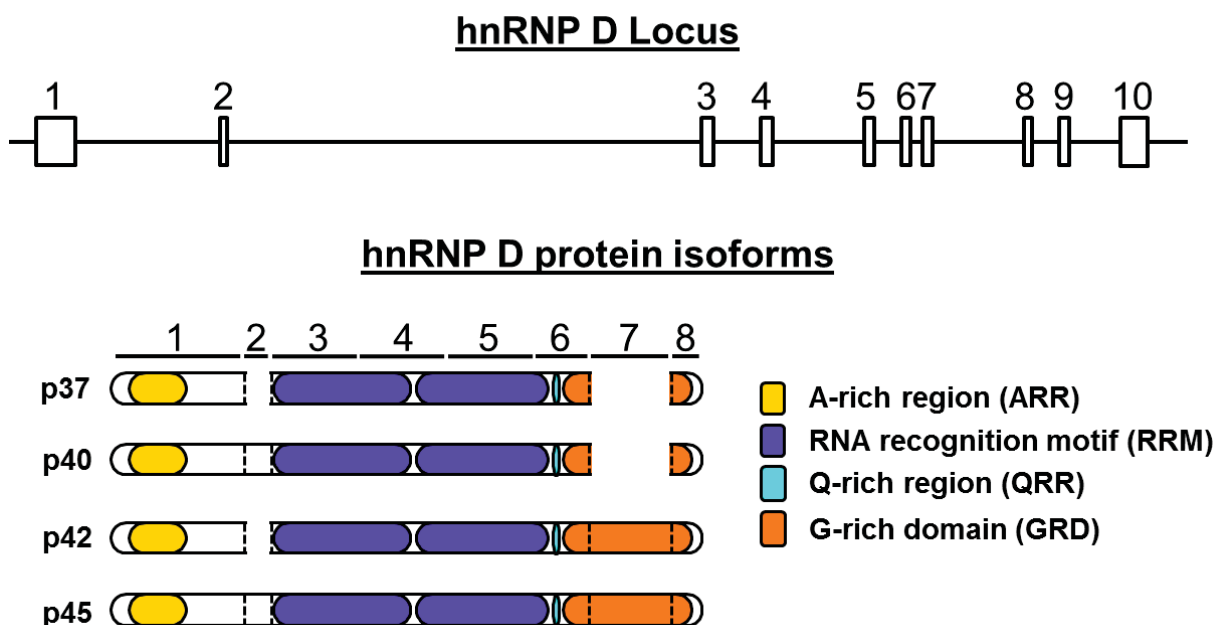 hnRNP D Locus
1 2 3 4 5 6 7 8 9 10
hnRNP D protein isoforms
1 2 3 4 5 6 7 8
p37
p40
p42
p45
A-rich region (ARR)
RNA recognition motif (RRM)
Q-rich region (QRR)
G-rich domain (GRD)